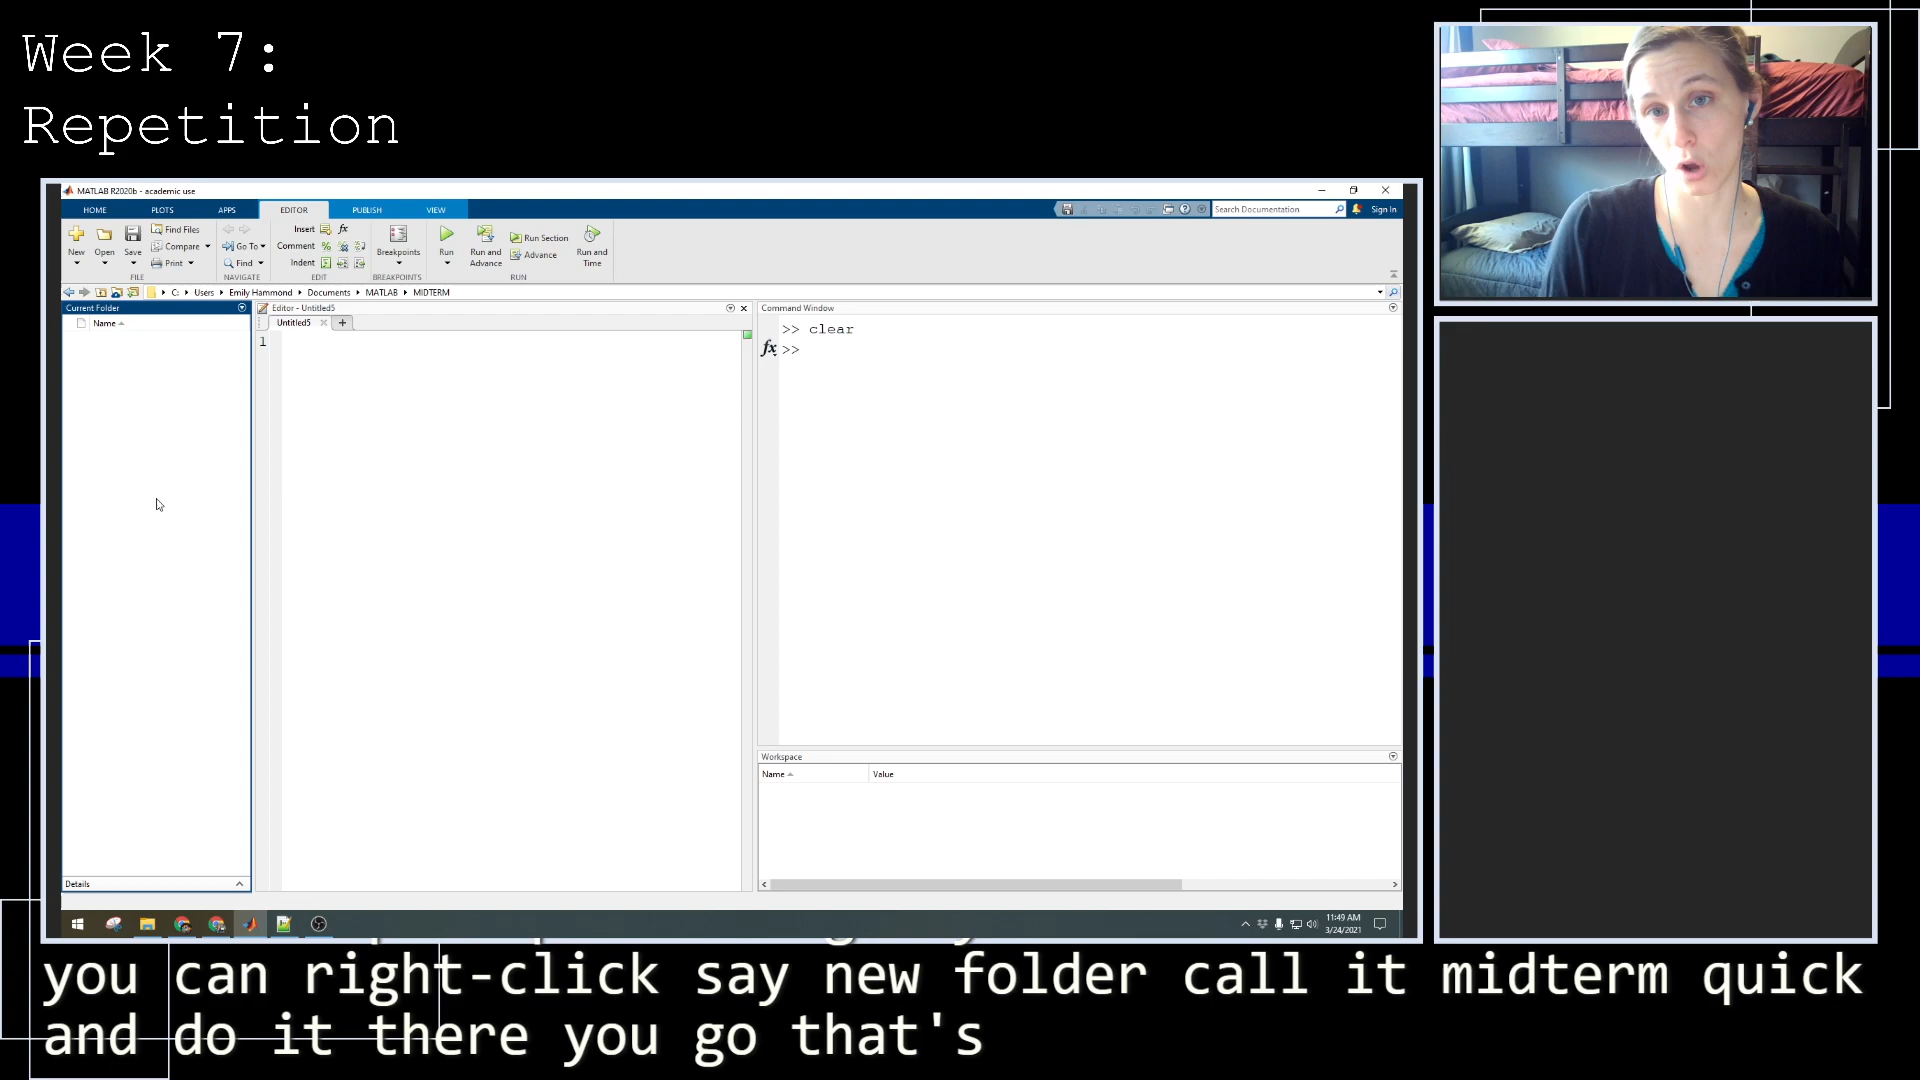 Week 7:
Repetition
MATLAB R2020b - academic use
HOME PLOTS APPS EDITOR PUBLISH VIEW Search Documentation Sign In
New Open Save Find Files Compare Print Go To Find Insert fx Comment Indent Breakpoints Run Run and Advance Run Section Advance Run and Time
FILE NAVIGATE EDIT BREAKPOINTS RUN
C: Users Emily Hammond Documents MATLAB MIDTERM
Current Folder
Name
Editor - Untitled5
Untitled5
1
Command Window
>> clear
fx >>
Workspace
Name Value
Details
11:49 AM
3/24/2021
you can right-click say new folder call it midterm quick
and do it there you go that's